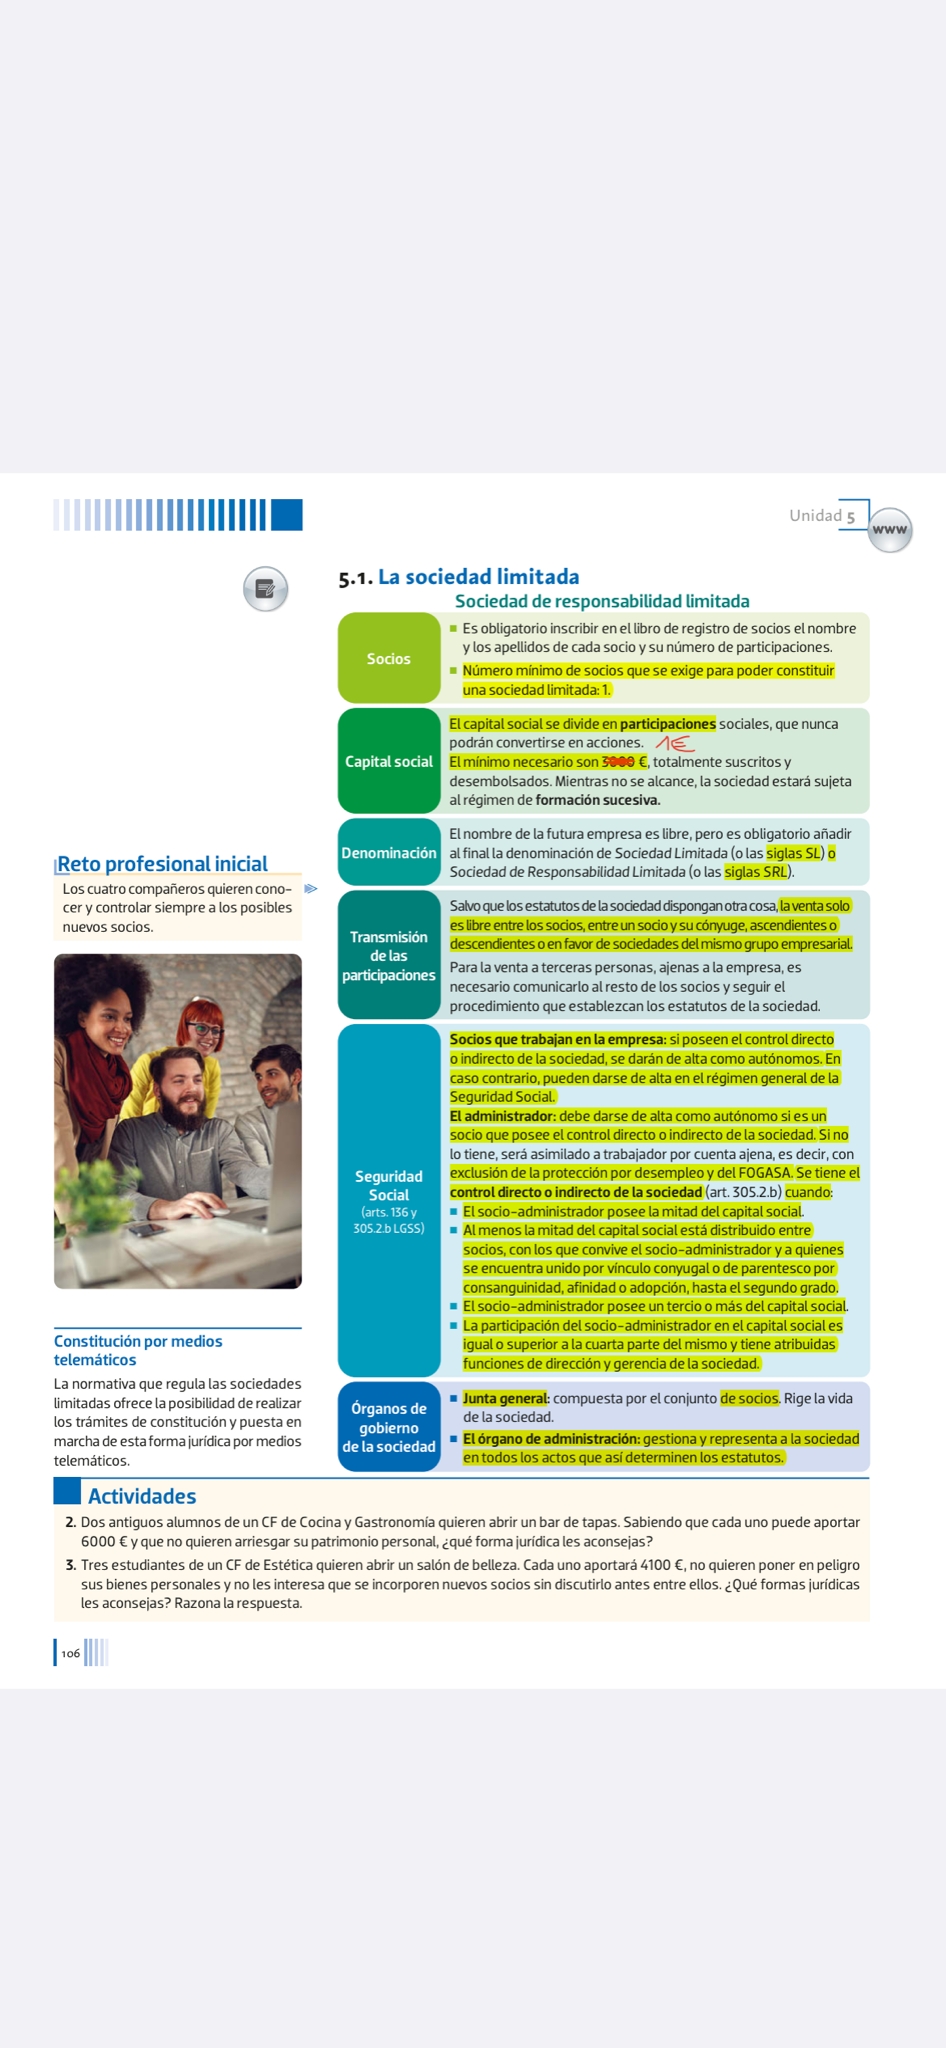 Unidad 5
www
5.1. La sociedad limitada
Sociedad de responsabilidad limitada
Socios
■ Es obligatorio inscribir en el libro de registro de socios el nombre
y los apellidos de cada socio y su número de participaciones.
■ Número mínimo de socios que se exige para poder constituir
una sociedad limitada: 1.
Capital social
El capital social se divide en participaciones sociales, que nunca
podrán convertirse en acciones. 1€
El mínimo necesario son 3000 €, totalmente suscritos y
desembolsados. Mientras no se alcance, la sociedad estará sujeta
al régimen de formación sucesiva.
Denominación
El nombre de la futura empresa es libre, pero es obligatorio añadir
al final la denominación de Sociedad Limitada (o las siglas SL) o
Sociedad de Responsabilidad Limitada (o las siglas SRL).
Transmisión
de las
participaciones
Salvo que los estatutos de la sociedad dispongan otra cosa, la venta solo
es libre entre los socios, entre un socio y su cónyuge, ascendientes o
descendientes o en favor de sociedades del mismo grupo empresarial.
Para la venta a terceras personas, ajenas a la empresa, es
necesario comunicarlo al resto de los socios y seguir el
procedimiento que establezcan los estatutos de la sociedad.
Seguridad
Social
(arts. 136 y
305.2.b LGSS)
Socios que trabajan en la empresa: si poseen el control directo
o indirecto de la sociedad, se darán de alta como autónomos. En
caso contrario, pueden darse de alta en el régimen general de la
Seguridad Social.
El administrador: debe darse de alta como autónomo si es un
socio que posee el control directo o indirecto de la sociedad. Si no
lo tiene, será asimilado a trabajador por cuenta ajena, es decir, con
exclusión de la protección por desempleo y del FOGASA. Se tiene el
control directo o indirecto de la sociedad (art. 305.2.b) cuando:
■ El socio-administrador posee la mitad del capital social.
■ Al menos la mitad del capital social está distribuido entre
socios, con los que convive el socio-administrador y a quienes
se encuentra unido por vínculo conyugal o de parentesco por
consanguinidad, afinidad o adopción, hasta el segundo grado.
■ El socio-administrador posee un tercio o más del capital social.
■ La participación del socio-administrador en el capital social es
igual o superior a la cuarta parte del mismo y tiene atribuidas
funciones de dirección y gerencia de la sociedad.
Órganos de
gobierno
de la sociedad
■ Junta general: compuesta por el conjunto de socios. Rige la vida
de la sociedad.
■ El órgano de administración: gestiona y representa a la sociedad
en todos los actos que así determinen los estatutos.
Reto profesional inicial
Los cuatro compañeros quieren cono-
cer y controlar siempre a los posibles
nuevos socios.
Constitución por medios
telemáticos
La normativa que regula las sociedades
limitadas ofrece la posibilidad de realizar
los trámites de constitución y puesta en
marcha de esta forma jurídica por medios
telemáticos.
Actividades
2. Dos antiguos alumnos de un CF de Cocina y Gastronomía quieren abrir un bar de tapas. Sabiendo que cada uno puede aportar
6000 € y que no quieren arriesgar su patrimonio personal, ¿qué forma jurídica les aconsejas?
3. Tres estudiantes de un CF de Estética quieren abrir un salón de belleza. Cada uno aportará 4100 €, no quieren poner en peligro
sus bienes personales y no les interesa que se incorporen nuevos socios sin discutirlo antes entre ellos. ¿Qué formas jurídicas
les aconsejas? Razona la respuesta.
106